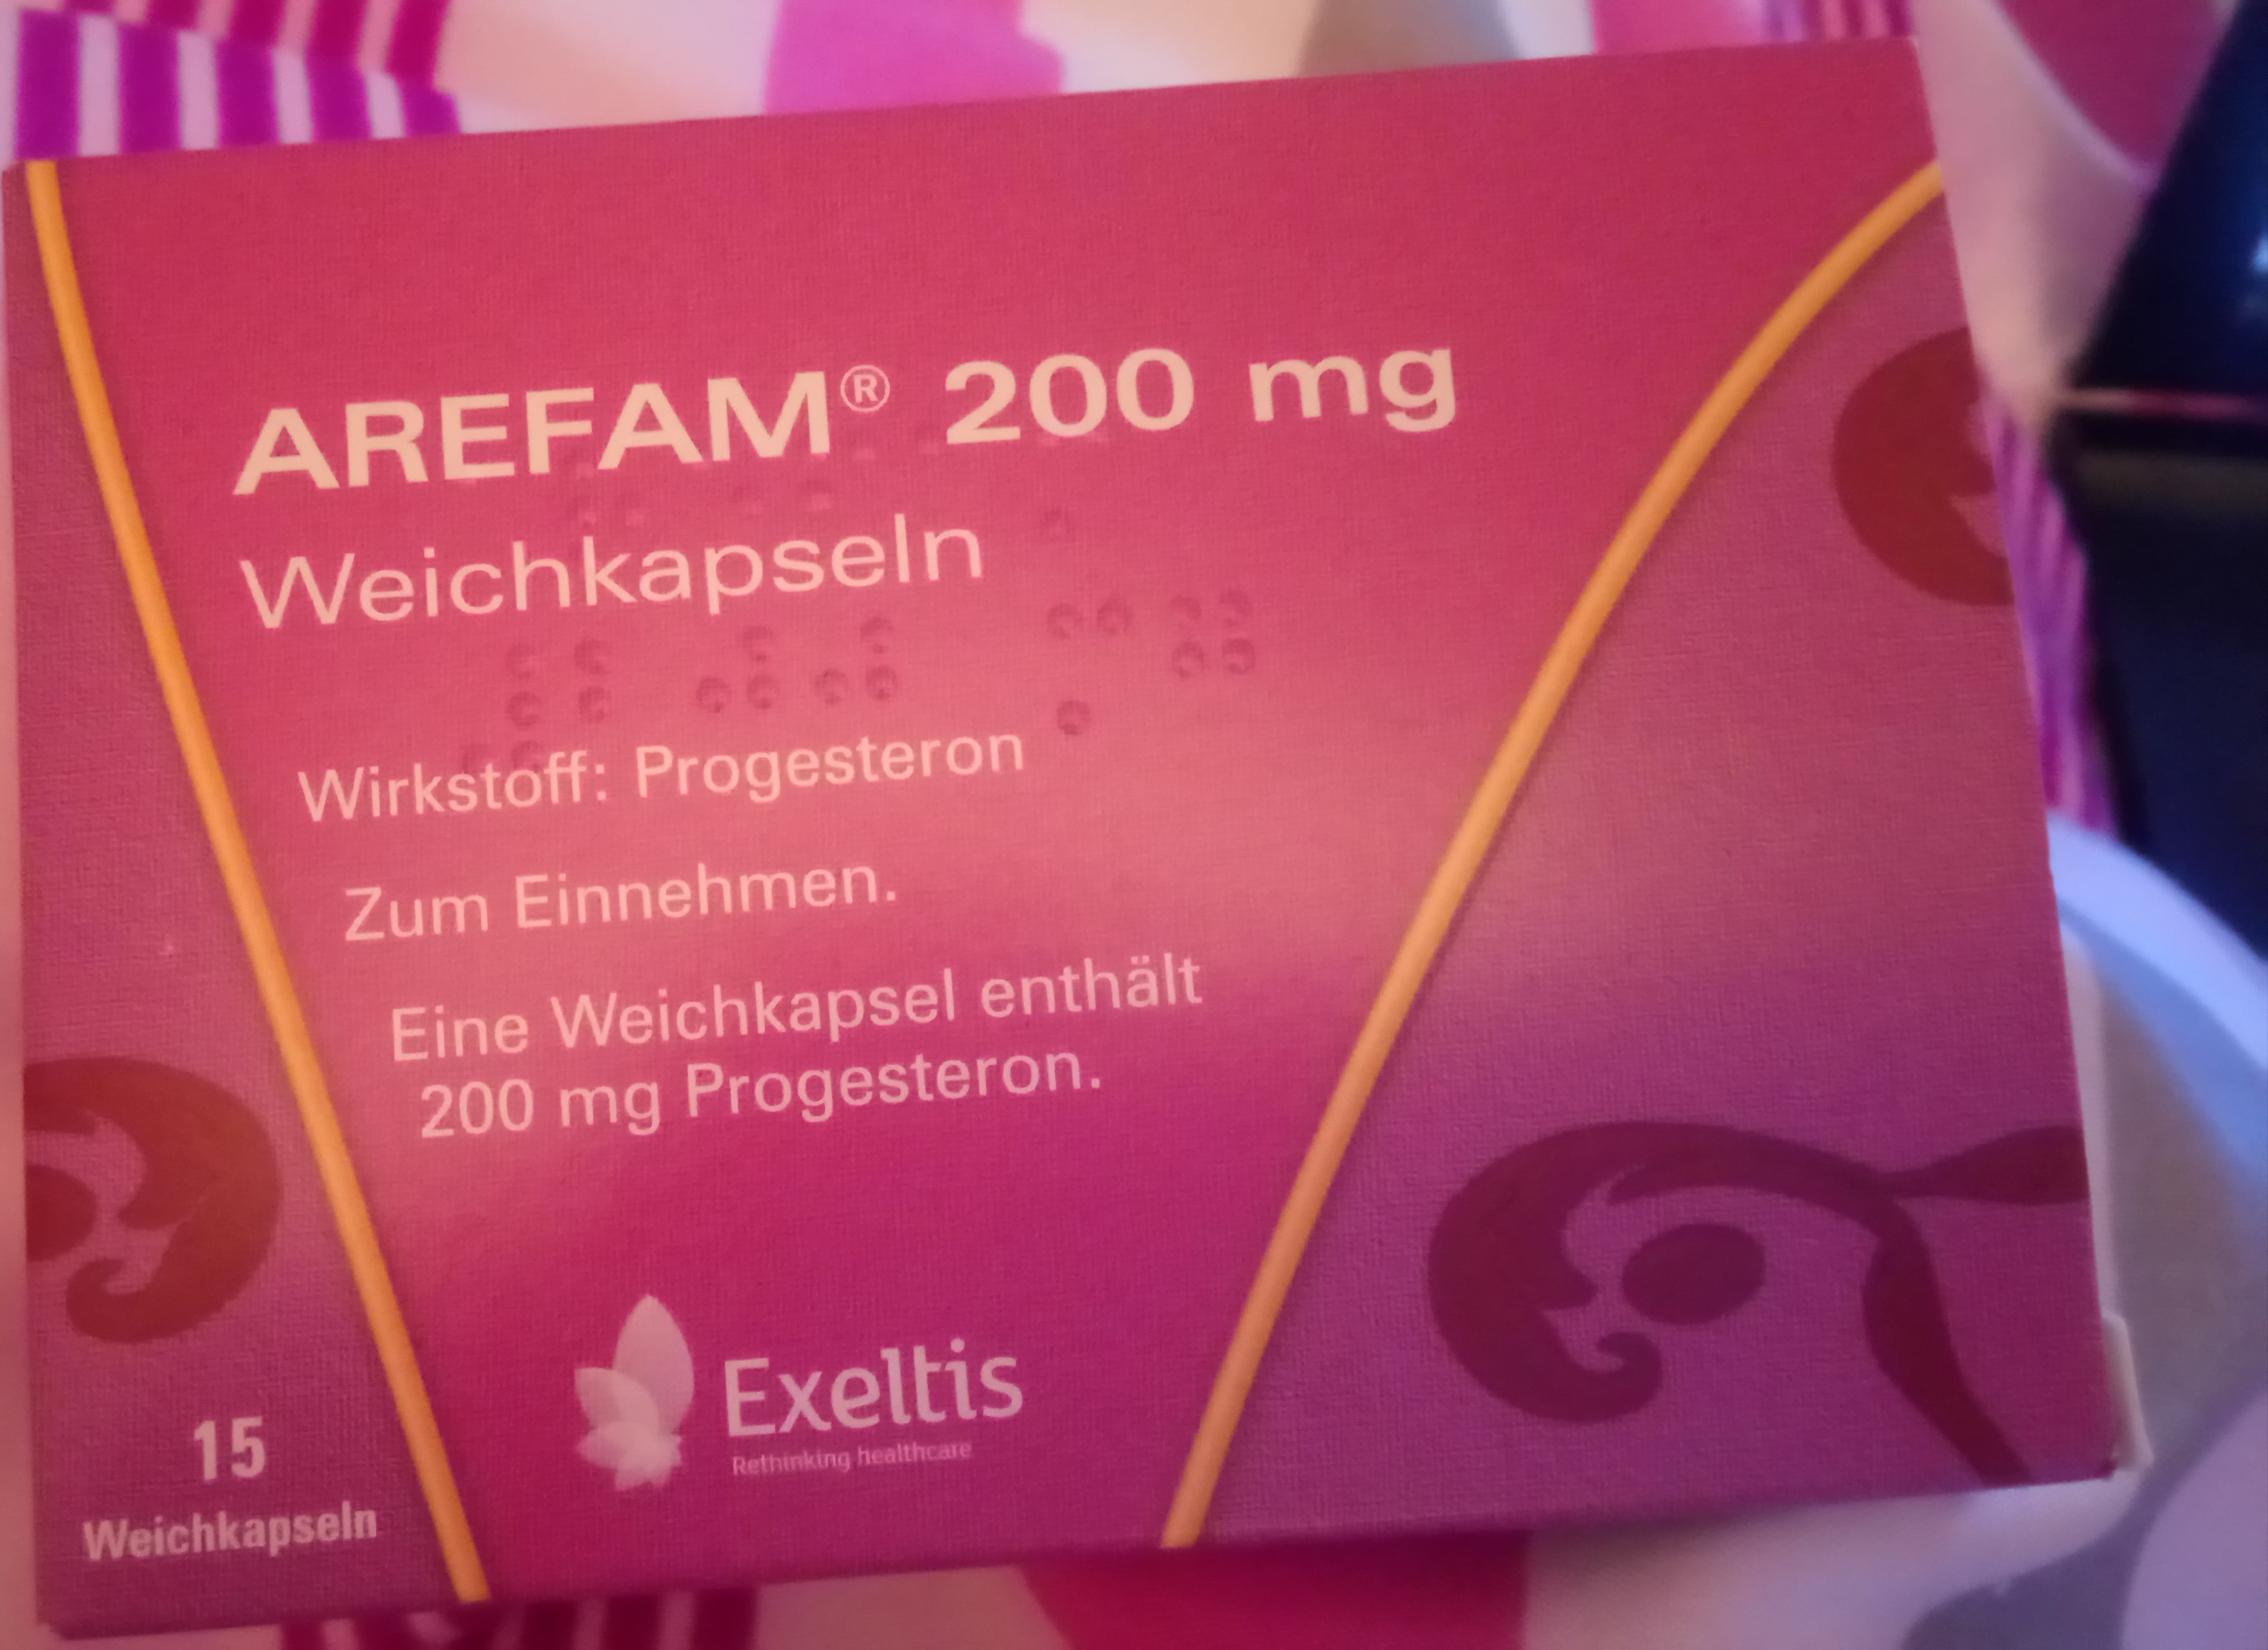 AREFAM® 200 mg
Weichkapseln
Wirkstoff: Progesteron
Zum Einnehmen.
Eine Weichkapsel enthält
200 mg Progesteron.
Exeltis
Rethinking healthcare
15
Weichkapseln